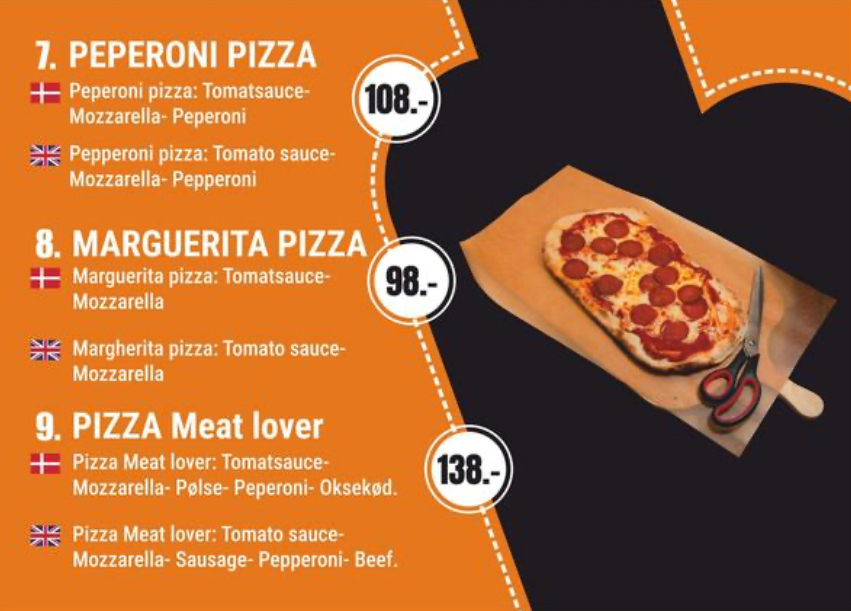 7. PEPERONI PIZZA
Peperoni pizza: Tomatsauce-
Mozzarella- Peperoni
108.-
Pepperoni pizza: Tomato sauce-
Mozzarella- Pepperoni
8. MARGUERITA PIZZA
Marguerita pizza: Tomatsauce-
Mozzarella
98.-
Margherita pizza: Tomato sauce-
Mozzarella
9. PIZZA Meat lover
Pizza Meat lover: Tomatsauce-
Mozzarella- Pølse- Peperoni- Oksekød.
138.-
Pizza Meat lover: Tomato sauce-
Mozzarella- Sausage- Pepperoni- Beef.